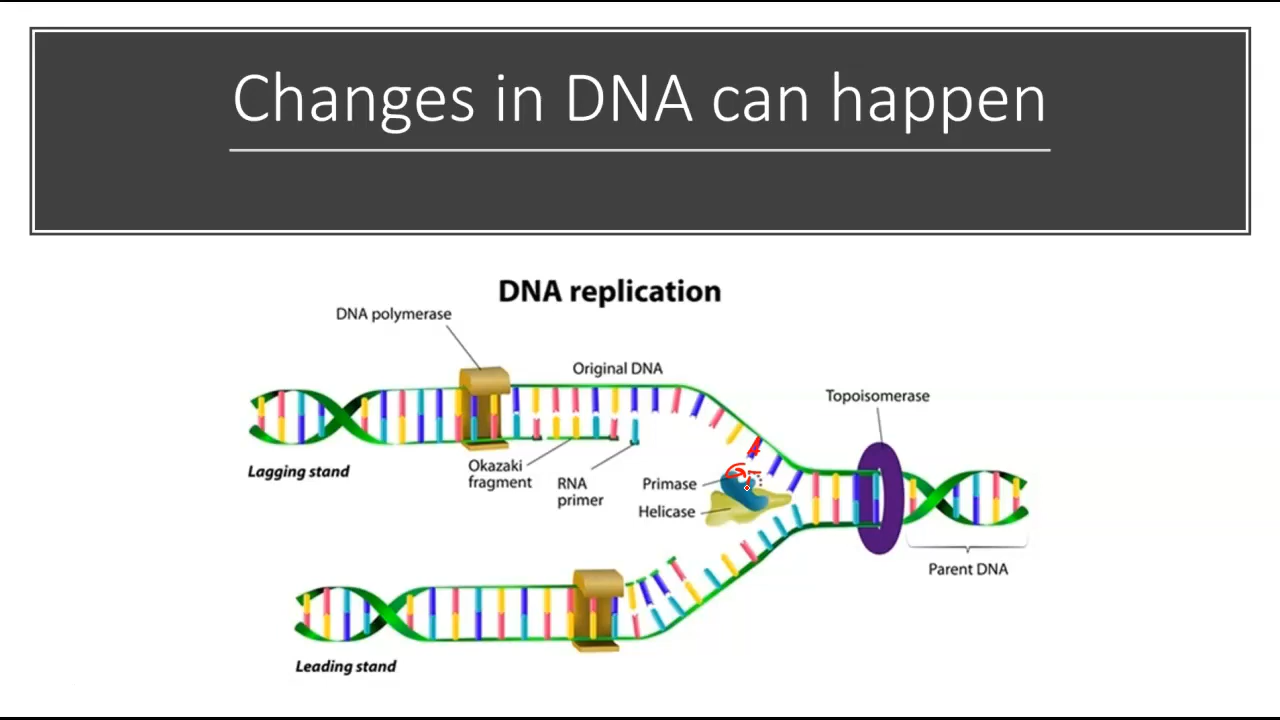 Changes in DNA can happen
DNA replication
DNA polymerase
Original DNA
Topoisomerase
Lagging stand
Okazaki
fragment
RNA
primer
Primase
Helicase
Parent DNA
Leading stand